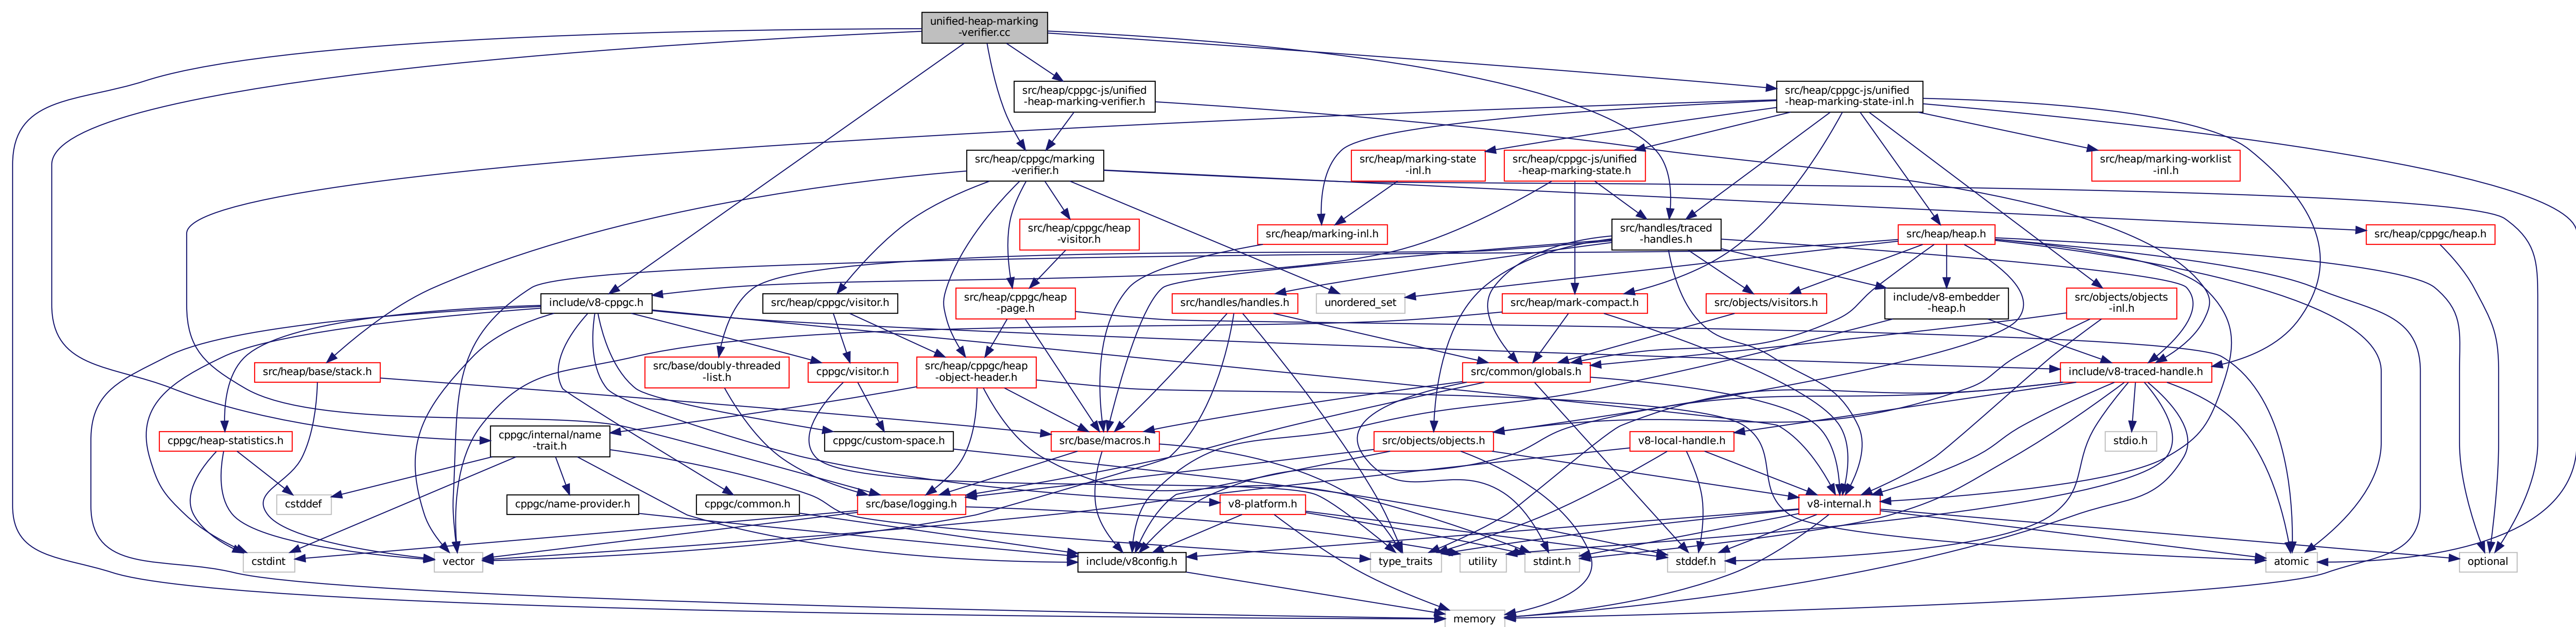 unified-heap-marking
-verifier.cc
src/heap/cppgc-js/unified
-heap-marking-verifier.h
src/heap/cppgc-js/unified
-heap-marking-state-inl.h
src/heap/cppgc/marking
-verifier.h
src/heap/marking-state
-inl.h
src/heap/cppgc-js/unified
-heap-marking-state.h
src/heap/marking-worklist
-inl.h
src/heap/cppgc/heap
-visitor.h
src/heap/marking-inl.h
src/handles/traced
-handles.h
src/heap/heap.h
src/heap/cppgc/heap.h
include/v8-cppgc.h
src/heap/cppgc/visitor.h
src/heap/cppgc/heap
-page.h
src/handles/handles.h
unordered_set
src/heap/mark-compact.h
src/objects/visitors.h
include/v8-embedder
-heap.h
src/objects/objects
-inl.h
src/heap/base/stack.h
src/base/doubly-threaded
-list.h
cppgc/visitor.h
src/heap/cppgc/heap
-object-header.h
src/common/globals.h
include/v8-traced-handle.h
cppgc/heap-statistics.h
cppgc/internal/name
-trait.h
cppgc/custom-space.h
src/base/macros.h
src/objects/objects.h
v8-local-handle.h
stdio.h
cstddef
cppgc/name-provider.h
cppgc/common.h
src/base/logging.h
v8-platform.h
v8-internal.h
cstdint
vector
include/v8config.h
type_traits
utility
stdint.h
stddef.h
atomic
optional
memory